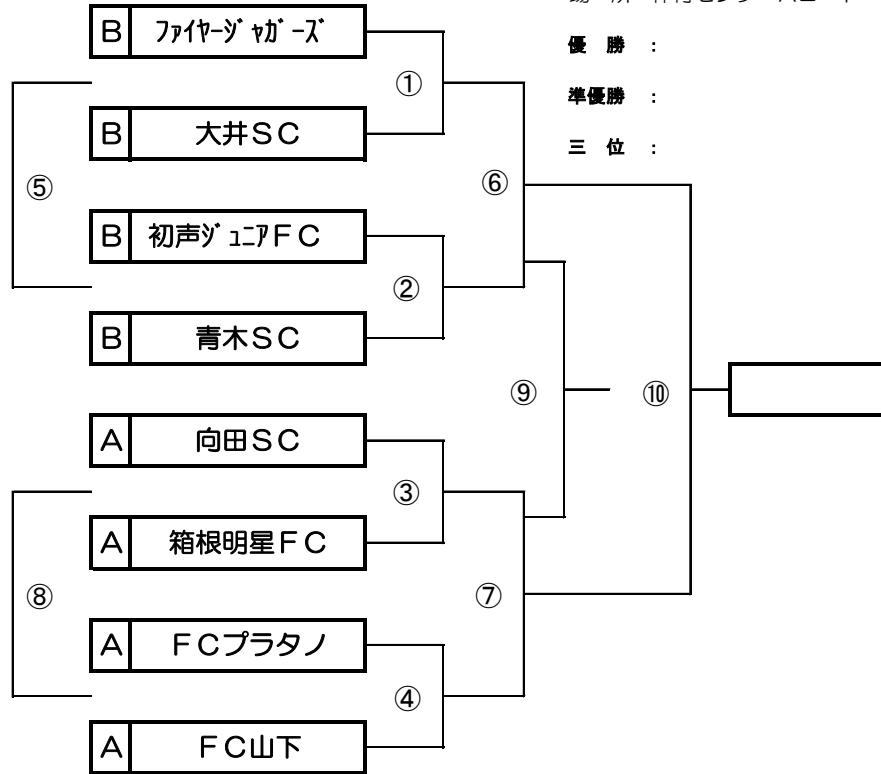 B ファイヤージャガーズ
優 勝 :
①
準優勝 :
B 大井SC
三 位 :
⑤
⑥
B 初声ジュニアFC
②
B 青木SC
⑨
⑩
A 向田SC
③
A 箱根明星FC
⑧
⑦
A FCプラタノ
④
A FC山下